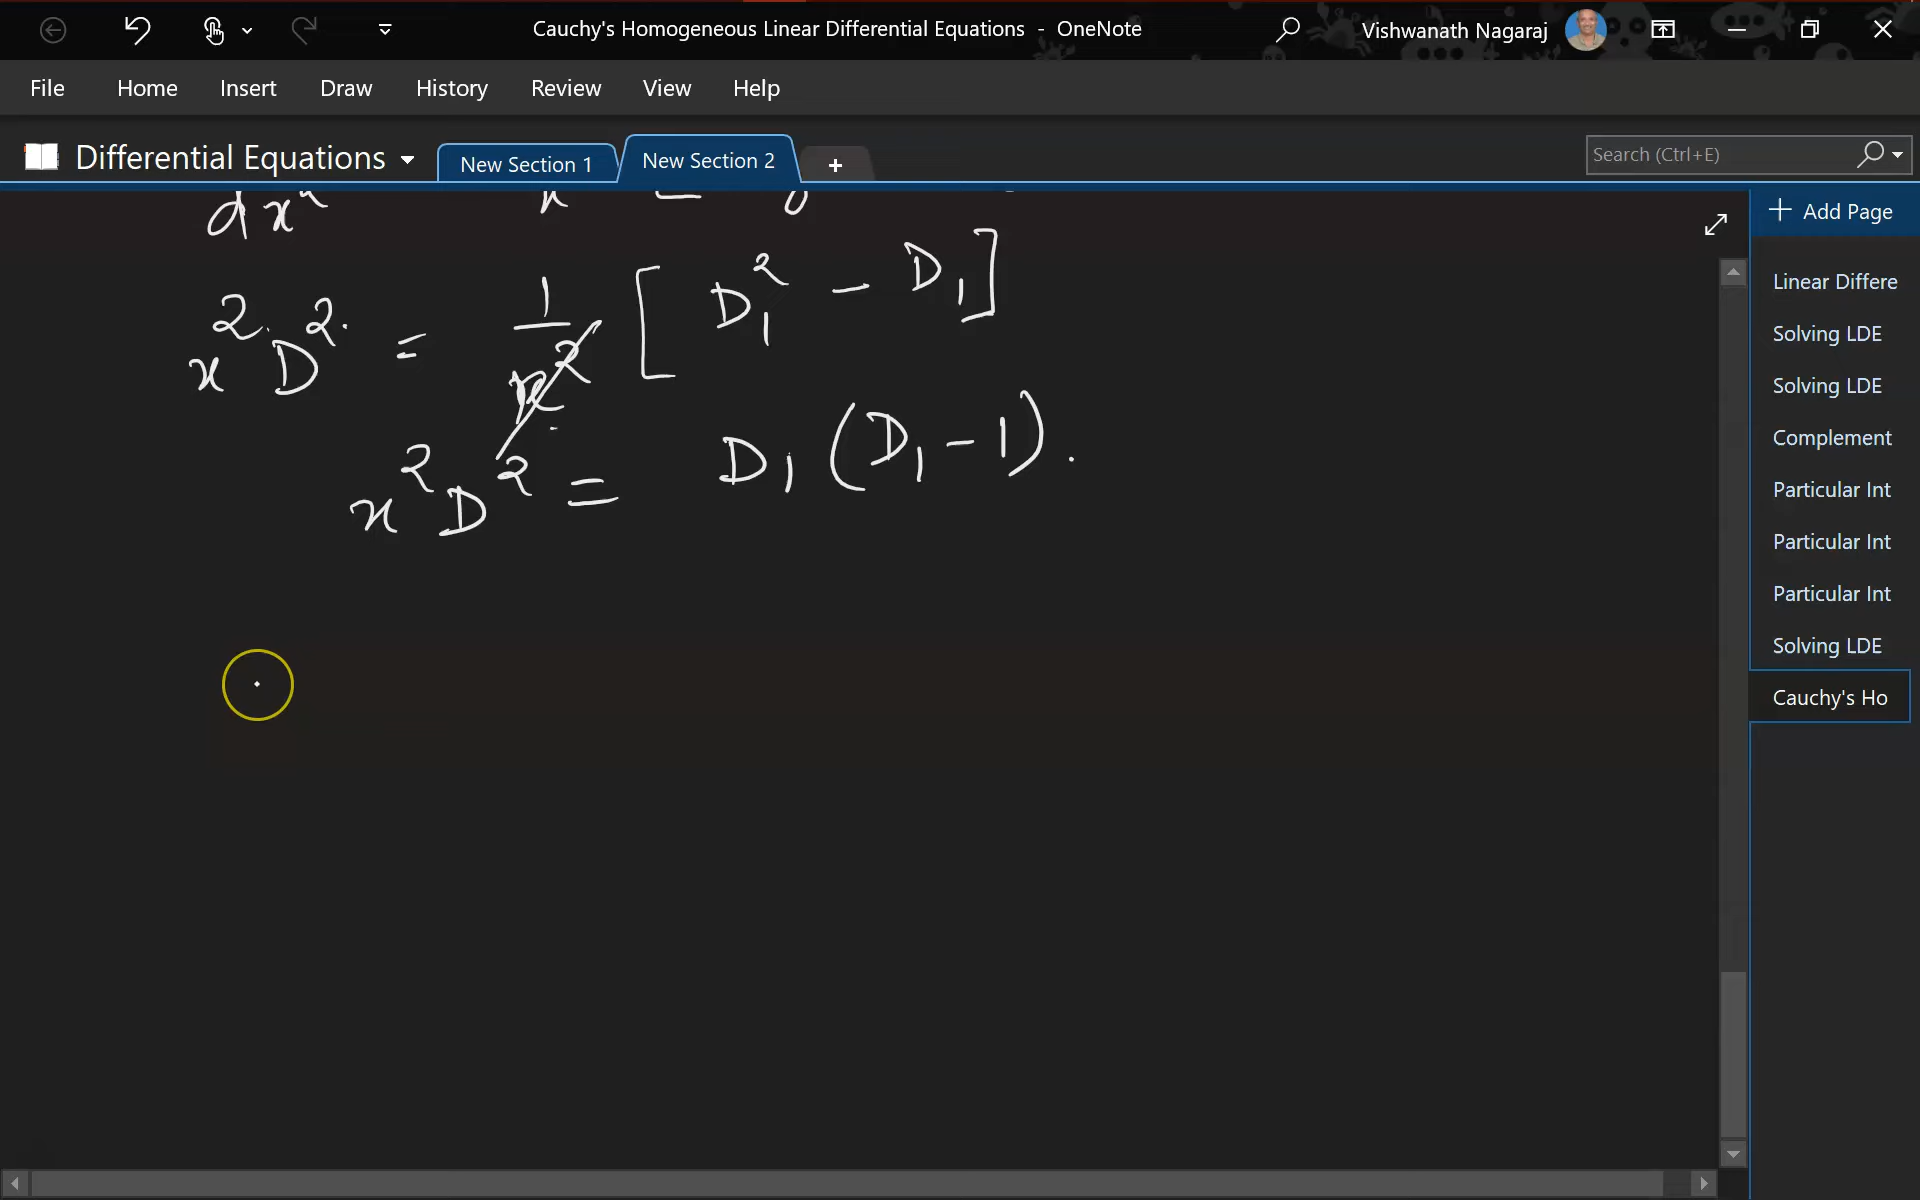 Cauchy's Homogeneous Linear Differential Equations - OneNote
Vishwanath Nagaraj
File Home Insert Draw History Review View Help
Differential Equations
New Section 1
New Section 2
+
Search (Ctrl+E)
+ Add Page
Linear Differe
Solving LDE
Solving LDE
Complement
Particular Int
Particular Int
Particular Int
Solving LDE
Cauchy's Ho
dx²
x²D² = 1/x² [D₁² - D₁]
x²D² = D₁(D₁ - 1).